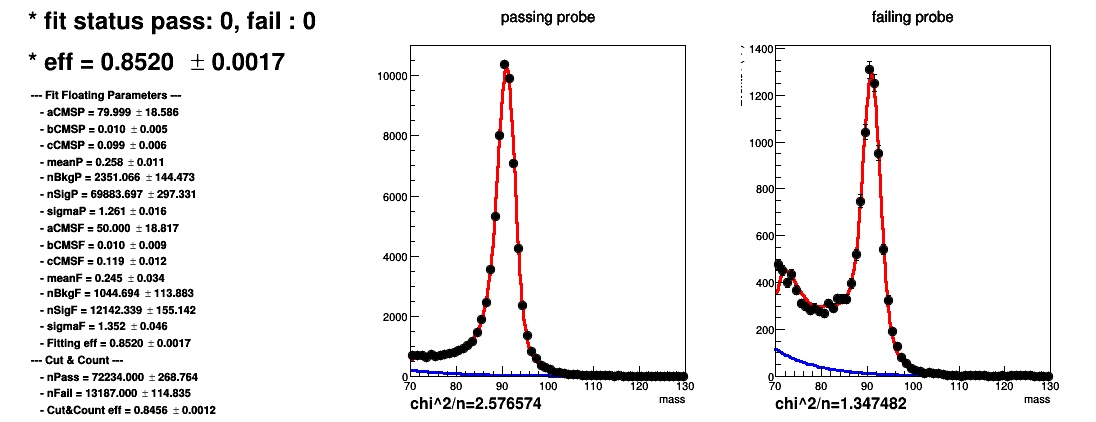 * fit status pass: 0, fail : 0
* eff = 0.8520 ± 0.0017
--- Fit Floating Parameters ---
- aCMSP = 79.999 ± 18.586
- bCMSP = 0.010 ± 0.005
- cCMSP = 0.099 ± 0.006
- meanP = 0.258 ± 0.011
- nBkgP = 2351.066 ± 144.473
- nSigP = 69883.697 ± 297.331
- sigmaP = 1.261 ± 0.016
- aCMSF = 50.000 ± 18.817
- bCMSF = 0.010 ± 0.009
- cCMSF = 0.119 ± 0.012
- meanF = 0.245 ± 0.034
- nBkgF = 1044.694 ± 113.883
- nSigF = 12142.339 ± 155.142
- sigmaF = 1.352 ± 0.046
- Fitting eff = 0.8520 ± 0.0017
--- Cut & Count ---
- nPass = 72234.000 ± 268.764
- nFail = 13187.000 ± 114.835
- Cut&Count eff = 0.8456 ± 0.0012
passing probe
10000
8000
6000
4000
2000
0
70 80 90 100 110 120 130
mass
chi^2/n=2.576574
failing probe
1400
1200
1000
800
600
400
200
0
70 80 90 100 110 120 130
mass
chi^2/n=1.347482